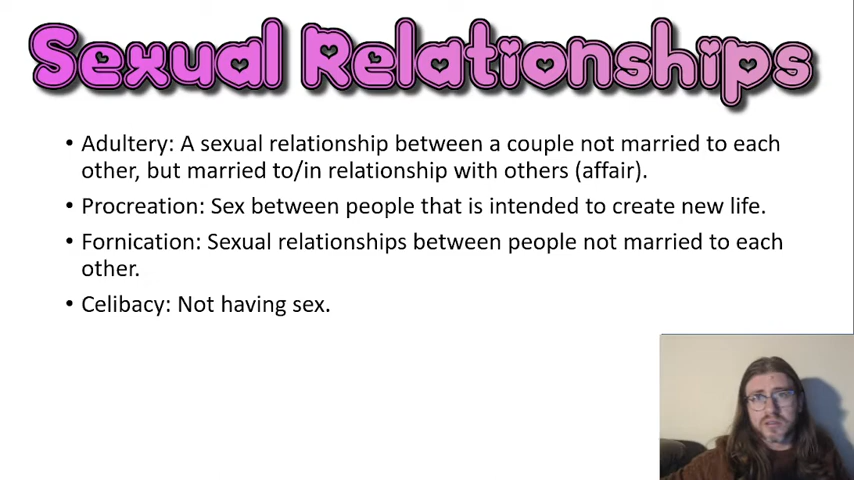 Sexual Relationships
• Adultery: A sexual relationship between a couple not married to each
other, but married to/in relationship with others (affair).
• Procreation: Sex between people that is intended to create new life.
• Fornication: Sexual relationships between people not married to each
other.
• Celibacy: Not having sex.